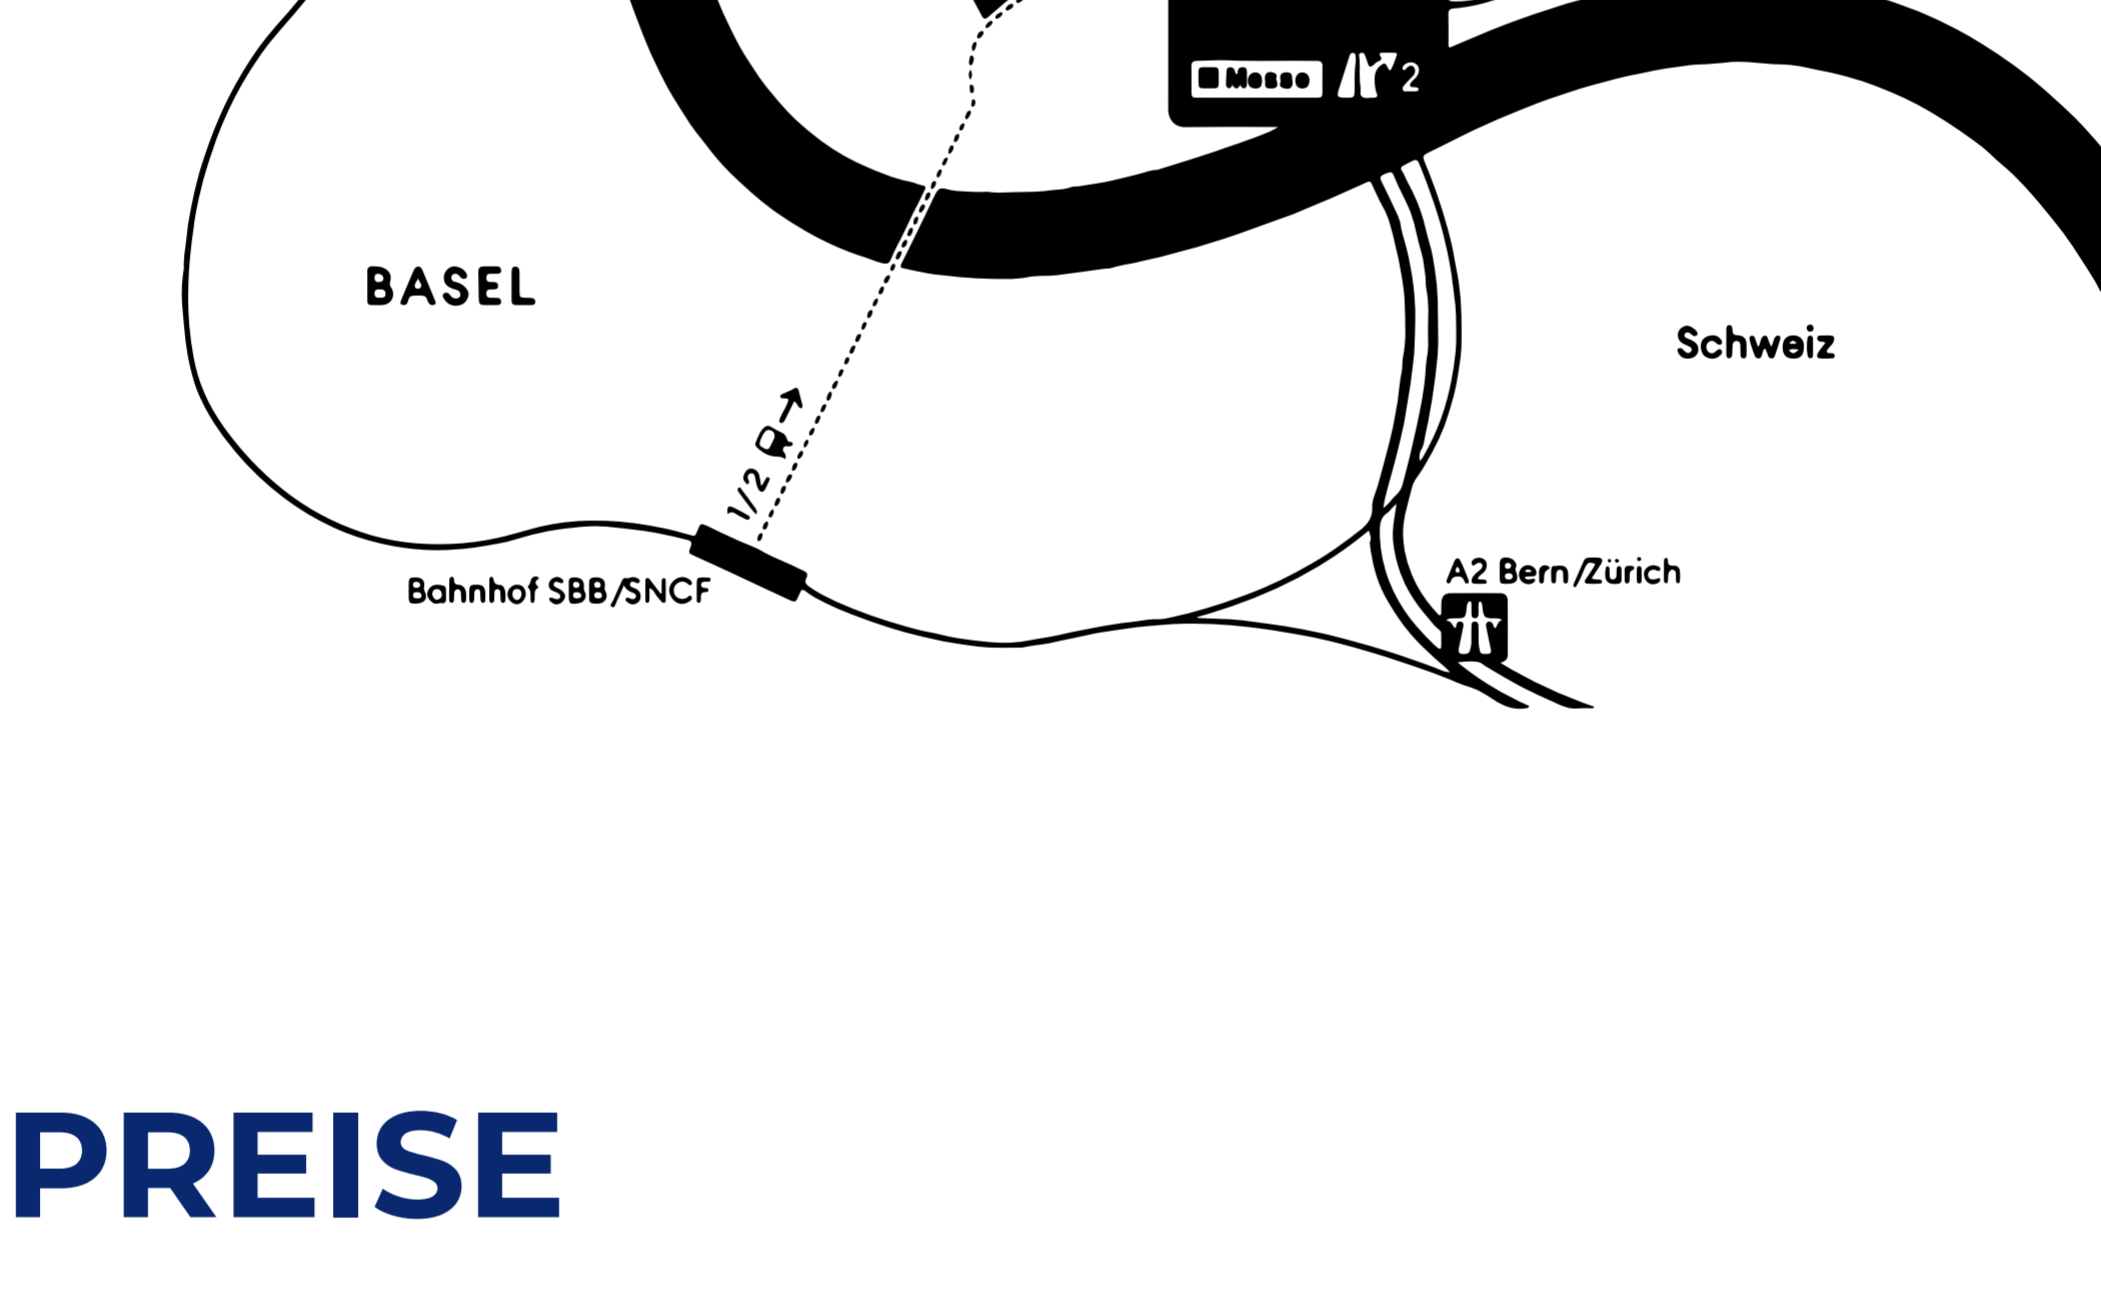 Messe 2
BASEL
Schweiz
1/2
A2 Bern/Zürich
Bahnhof SBB/SNCF
PREISE